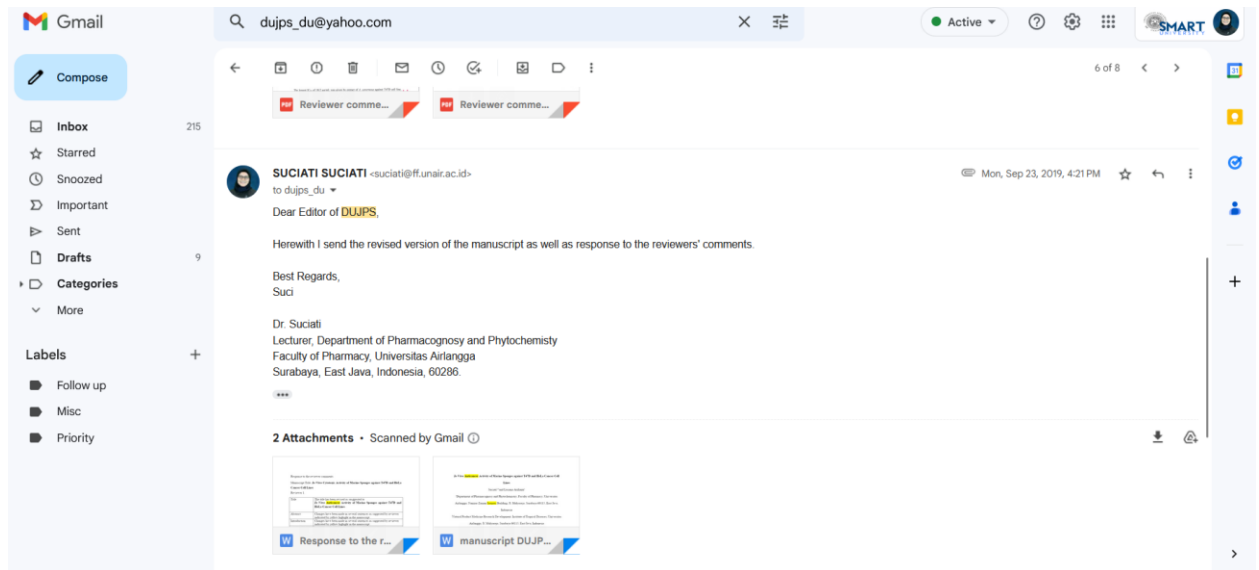 Gmail
dujps_du@yahoo.com
Active
SMART
UNIVERSITY
Compose
6 of 8
Reviewer comme...
Reviewer comme...
Inbox 215
Starred
Snoozed
Important
Sent
Drafts 9
Categories
More
Labels
Follow up
Misc
Priority
SUCIATI SUCIATI <suciati@ff.unair.ac.id>
Mon, Sep 23, 2019, 4:21 PM
to dujps_du
Dear Editor of DUJPS,
Herewith I send the revised version of the manuscript as well as response to the reviewers' comments.
Best Regards,
Suci
Dr. Suciati
Lecturer, Department of Pharmacognosy and Phytochemisty
Faculty of Pharmacy, Universitas Airlangga
Surabaya, East Java, Indonesia, 60286.
2 Attachments • Scanned by Gmail
Response to the r...
manuscript DUJP...